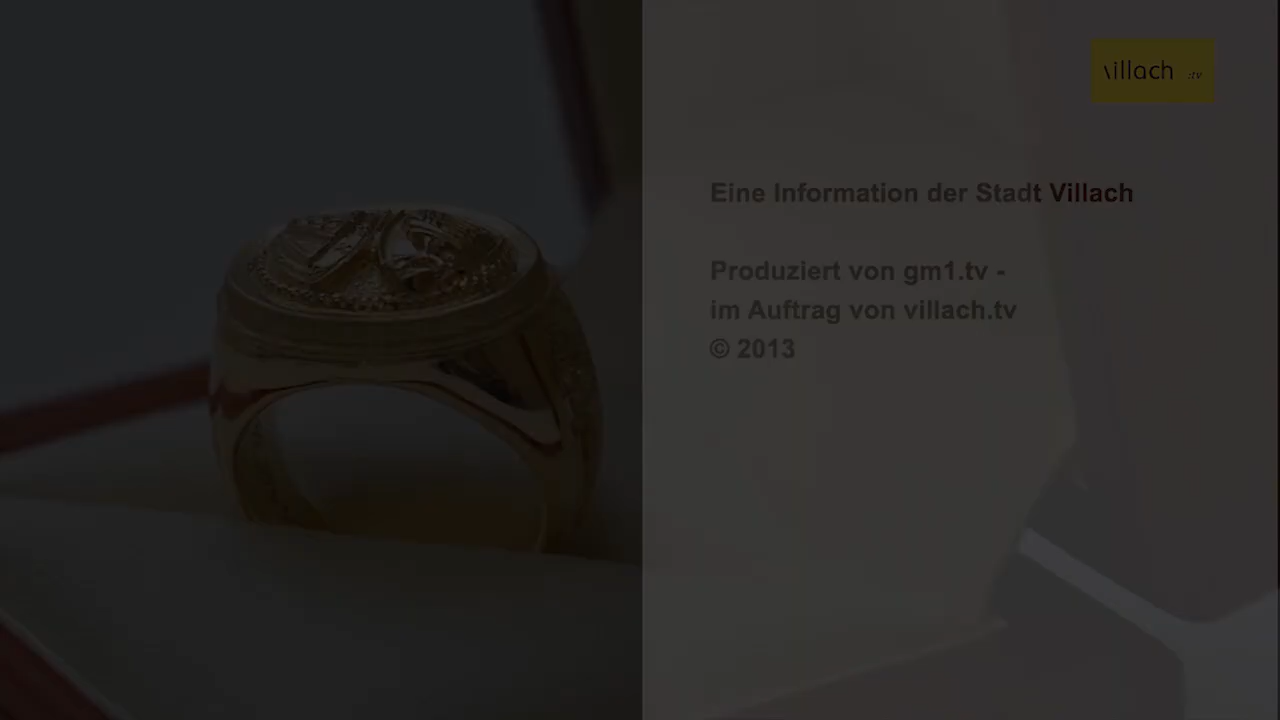 villach :tv
Eine Information der Stadt Villach
Produziert von gm1.tv -
im Auftrag von villach.tv
© 2013